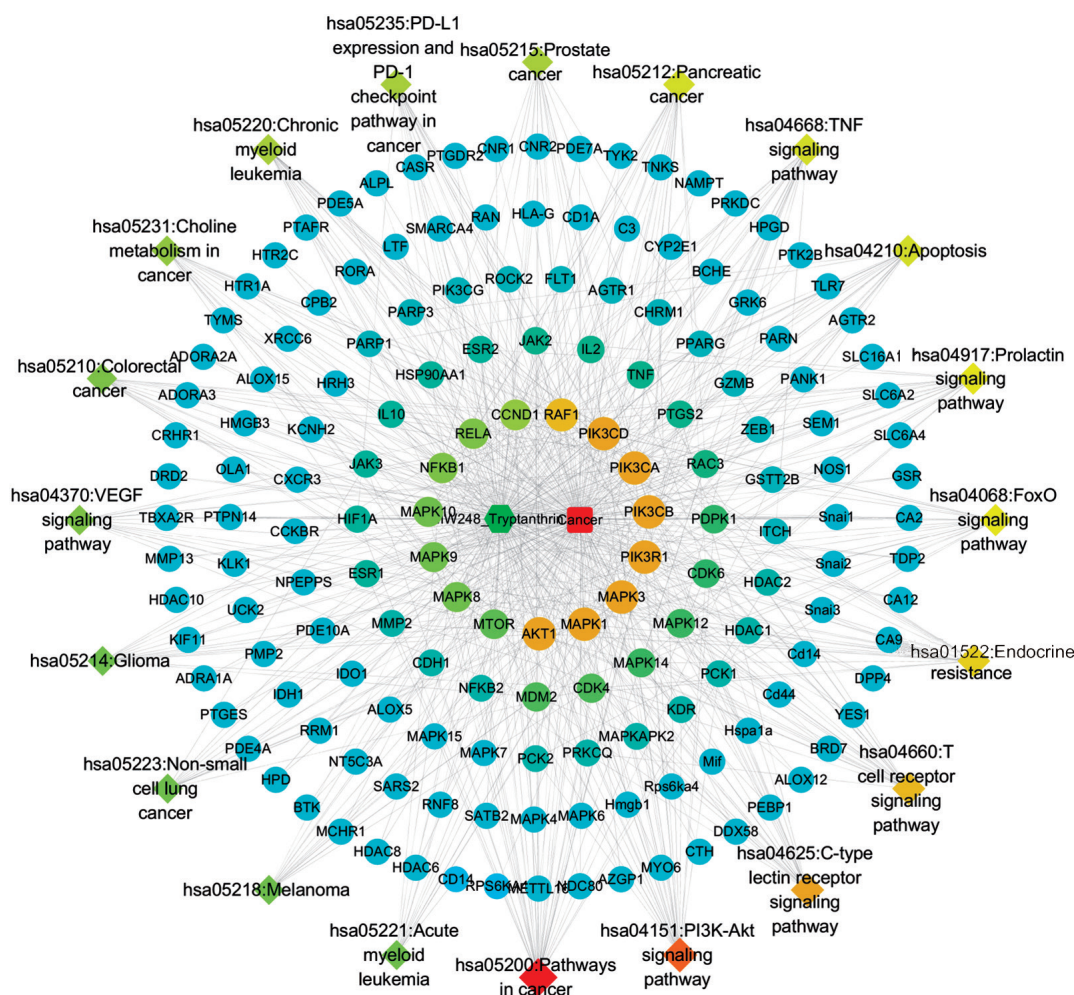 hsa05235:PD-L1
expression and
PD-1
checkpoint
pathway in
cancer
hsa05215:Prostate
cancer
hsa05212:Pancreatic
cancer
hsa05220:Chronic
myeloid
leukemia
hsa04668:TNF
signaling
pathway
hsa05231:Choline
metabolism in
cancer
hsa04210:Apoptosis
hsa05210:Colorectal
cancer
hsa04917:Prolactin
signaling
pathway
hsa04370:VEGF
signaling
pathway
hsa04068:FoxO
signaling
pathway
hsa05214:Glioma
hsa01522:Endocrine
resistance
hsa05223:Non-small
cell lung
cancer
hsa04660:T
cell receptor
signaling
pathway
hsa05218:Melanoma
hsa04625:C-type
lectin receptor
signaling
pathway
hsa05221:Acute
myeloid
leukemia
hsa05200:Pathways
in cancer
hsa04151:PI3K-Akt
signaling
pathway
CNR2
PDE7A
TYK2
TNKS
NAMPT
PRKDC
HPGD
PTK2B
TLR7
AGTR2
SLC16A1
SLC6A2
SLC6A4
GSR
CA2
TDP2
CA12
CA9
DPP4
YES1
BRD7
ALOX12
PEBP1
DDX58
CTH
MYO6
AZGP1
NDC80
METTL16
RPS6KA4
CD14
HDAC6
HDAC8
MCHR1
BTK
HPD
PDE4A
PTGES
ADRA1A
KIF11
HDAC10
MMP13
TBXA2R
DRD2
CRHR1
ADORA3
ADORA2A
TYMS
HTR1A
HTR2C
PTAFR
PDE5A
ALPL
CASR
PTGDR2
CNR1
HLA-G
CD1A
C3
CYP2E1
BCHE
GRK6
PARN
PANK1
SEM1
NOS1
Snai1
Snai2
Snai3
Cd14
Cd44
Hspa1a
Mif
Rps6ka4
Hmgb1
MAPK6
MAPK4
SATB2
RNF8
SARS2
NT5C3A
RRM1
IDH1
PMP2
UCK2
KLK1
PTPN14
OLA1
HMGB3
ALOX15
XRCC6
CPB2
RORA
LTF
SMARCA4
RAN
FLT1
AGTR1
CHRM1
PPARG
GZMB
ZEB1
GSTT2B
ITCH
HDAC2
HDAC1
PCK1
KDR
MAPKAPK2
PRKCQ
PCK2
MAPK7
MAPK15
ALOX5
IDO1
PDE10A
NPEPPS
CCKBR
CXCR3
KCNH2
HRH3
PARP1
PARP3
PIK3CG
ROCK2
JAK2
IL2
TNF
PTGS2
RAC3
PDPK1
CDK6
MAPK12
MAPK14
CDK4
MDM2
NFKB2
CDH1
MMP2
ESR1
HIF1A
JAK3
IL10
HSP90AA1
ESR2
RAF1
PIK3CD
PIK3CA
PIK3CB
PIK3R1
MAPK3
MAPK1
AKT1
MTOR
MAPK8
MAPK9
MAPK10
NFKB1
RELA
CCND1
W248_Tryptanthrin
Cancer